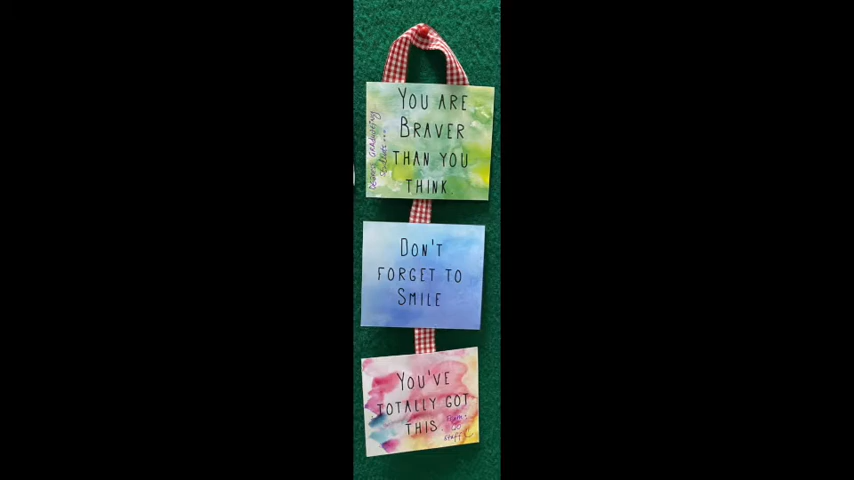 You are
Braver
than you
think.
Don't
forget to
Smile
You've
totally got
this